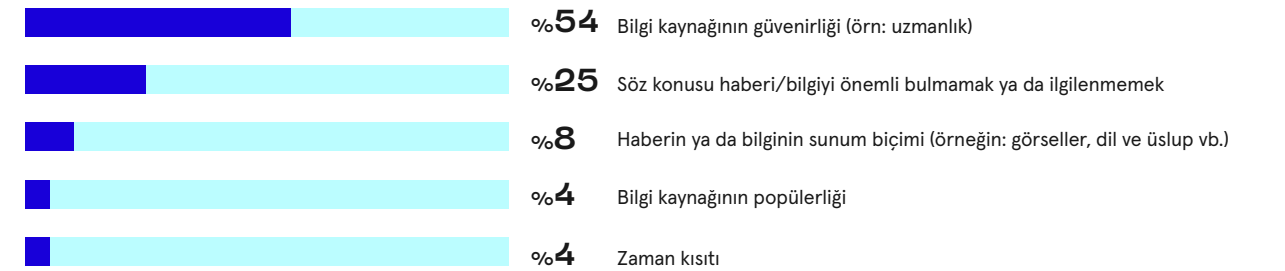 %54 Bilgi kaynağının güvenirliği (örn: uzmanlık)
%25 Söz konusu haberi/bilgiyi önemli bulmamak ya da ilgilenmemek
%8 Haberin ya da bilginin sunum biçimi (örneğin: görseller, dil ve üslup vb.)
%4 Bilgi kaynağının popülerliği
%4 Zaman kısıtı